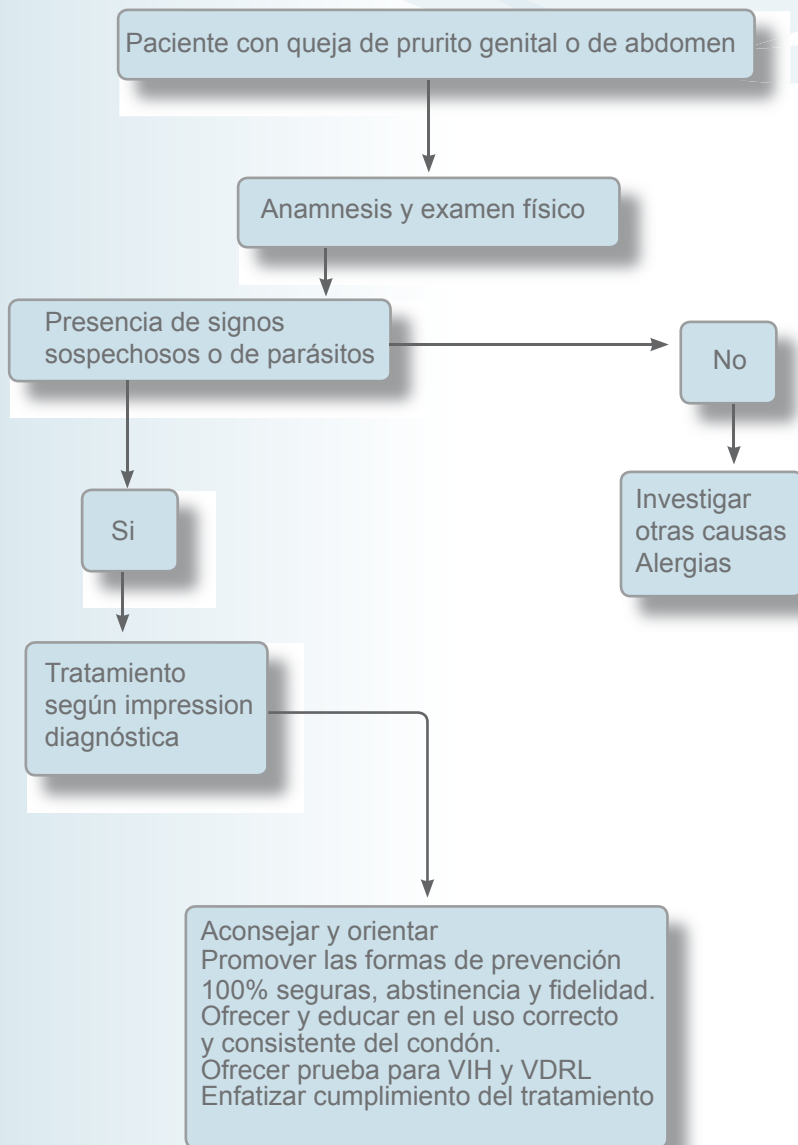 Paciente con queja de prurito genital o de abdomen
Anamnesis y examen físico
Presencia de signos
sospechosos o de parásitos
No
Si
Investigar
otras causas
Alergias
Tratamiento
según impression
diagnóstica
Aconsejar y orientar
Promover las formas de prevención
100% seguras, abstinencia y fidelidad.
Ofrecer y educar en el uso correcto
y consistente del condón.
Ofrecer prueba para VIH y VDRL
Enfatizar cumplimiento del tratamiento